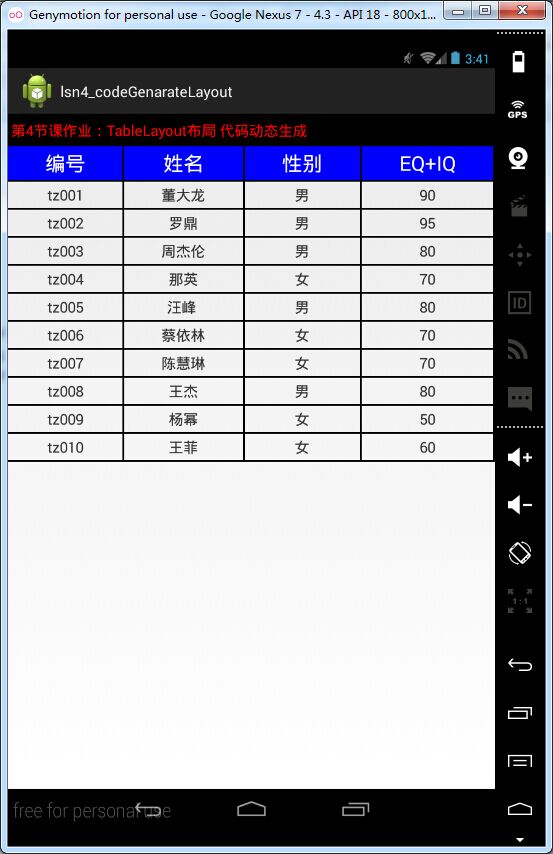 Genymotion for personal use - Google Nexus 7 - 4.3 - API 18 - 800x1...
3:41
lsn4_codeGenarateLayout
第4节课作业：TableLayout布局 代码动态生成
编号 姓名 性别 EQ+IQ
tz001 董大龙 男 90
tz002 罗鼎 男 95
tz003 周杰伦 男 80
tz004 那英 女 70
tz005 汪峰 男 80
tz006 蔡依林 女 70
tz007 陈慧琳 女 70
tz008 王杰 男 80
tz009 杨幂 女 50
tz010 王菲 女 60
free for personal use
GPS
ID
1:1